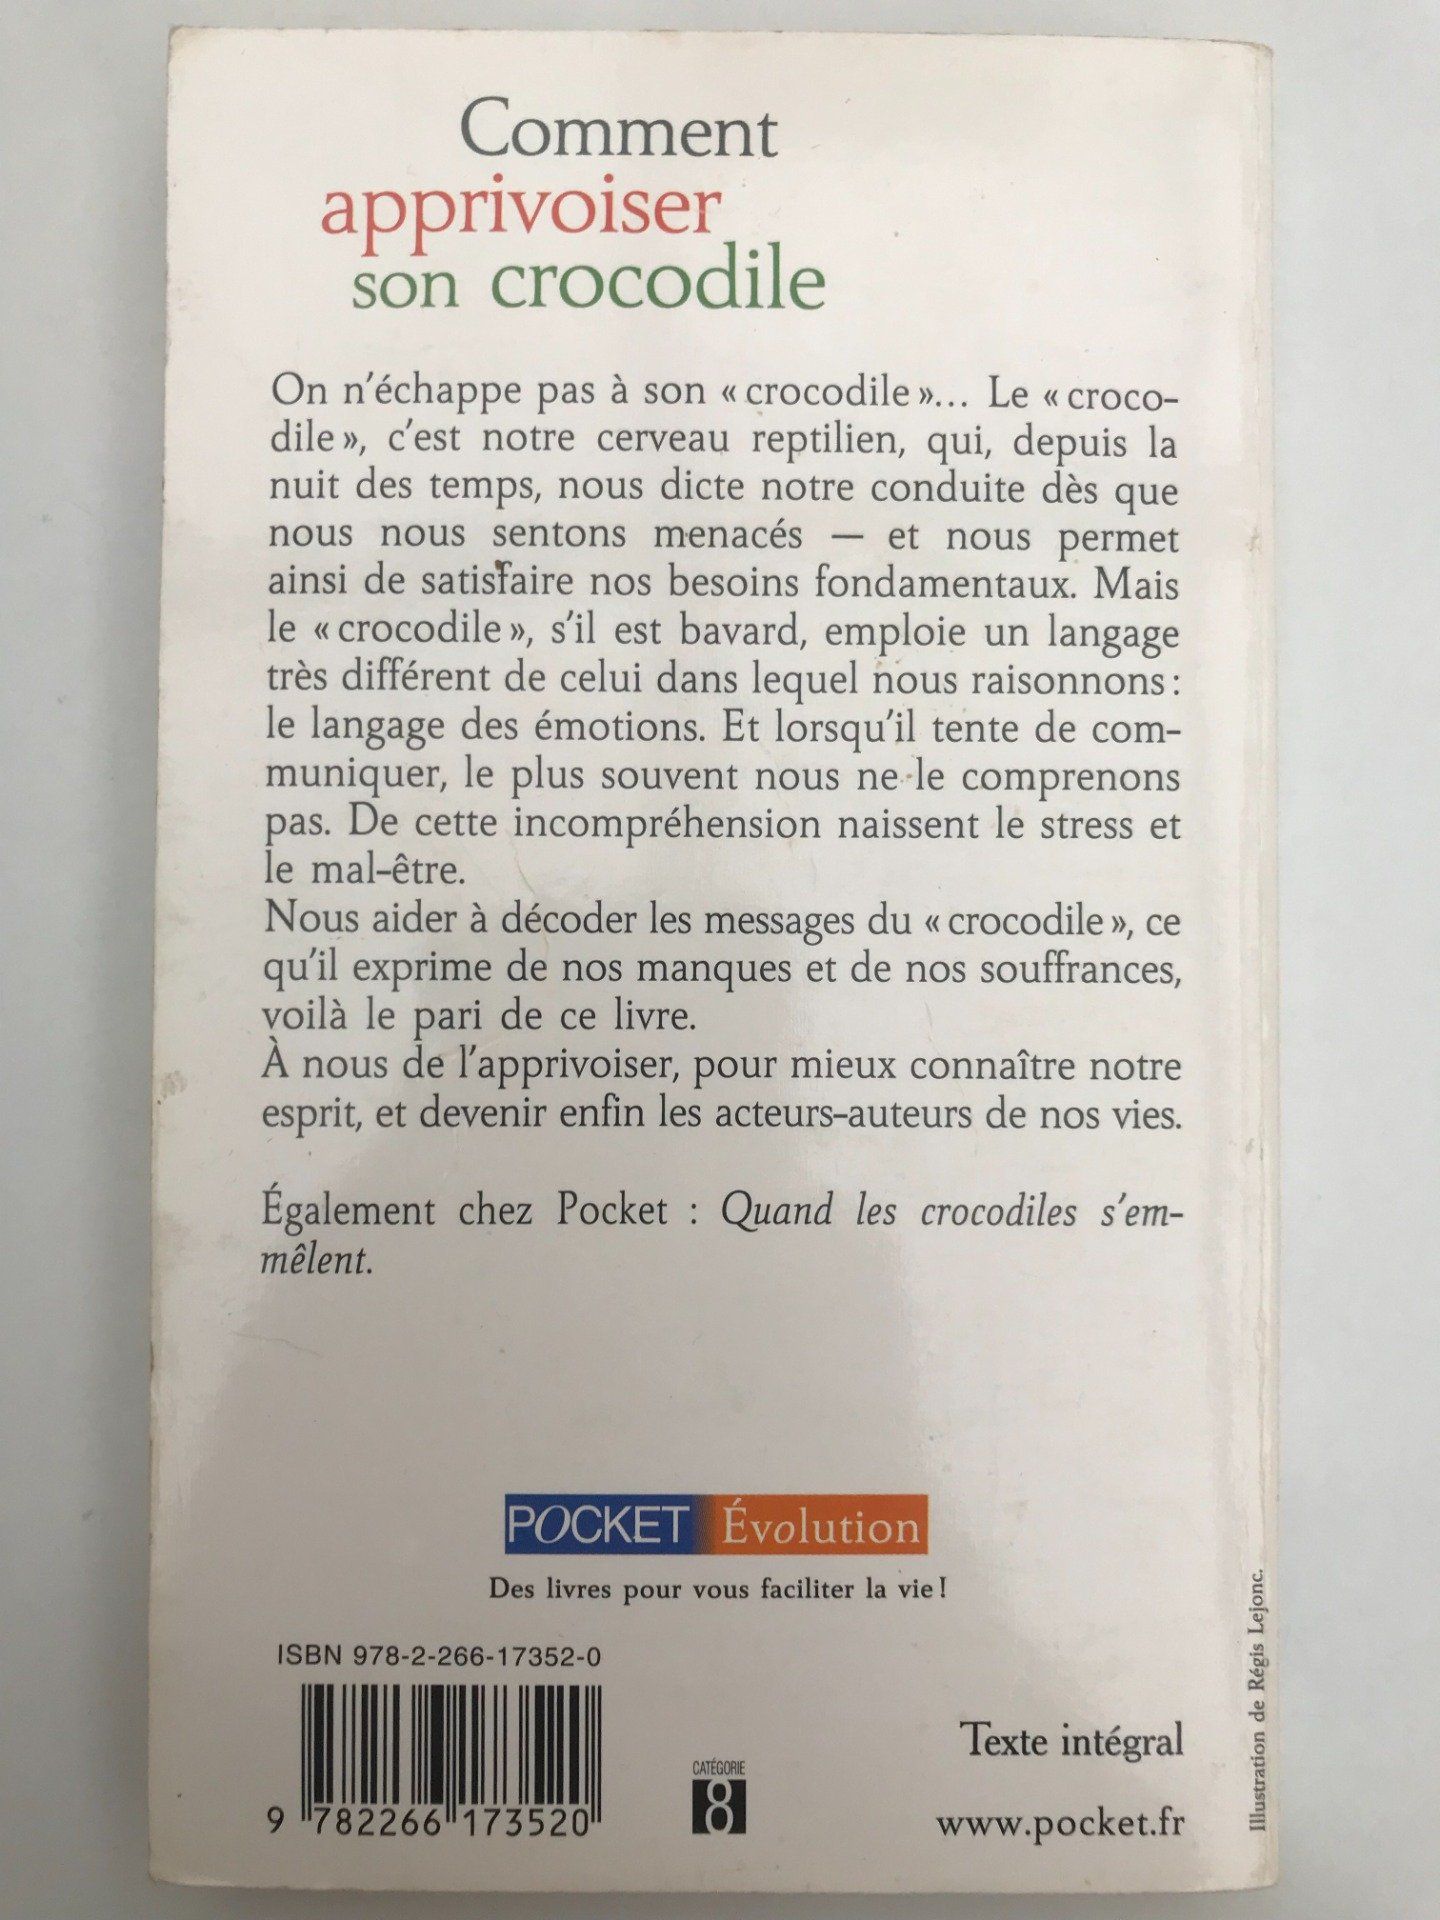 Comment
apprivoiser
son crocodile
On n'échappe pas à son « crocodile »... Le « croco-
dile », c'est notre cerveau reptilien, qui, depuis la
nuit des temps, nous dicte notre conduite dès que
nous nous sentons menacés — et nous permet
ainsi de satisfaire nos besoins fondamentaux. Mais
le « crocodile », s'il est bavard, emploie un langage
très différent de celui dans lequel nous raisonnons :
le langage des émotions. Et lorsqu'il tente de com-
muniquer, le plus souvent nous ne le comprenons
pas. De cette incompréhension naissent le stress et
le mal-être.
Nous aider à décoder les messages du « crocodile », ce
qu'il exprime de nos manques et de nos souffrances,
voilà le pari de ce livre.
À nous de l'apprivoiser, pour mieux connaître notre
esprit, et devenir enfin les acteurs-auteurs de nos vies.
Également chez Pocket : Quand les crocodiles s'em-
mêlent.
POCKET Évolution
Des livres pour vous faciliter la vie !
ISBN 978-2-266-17352-0
9 782266 173520
CATÉGORIE
8
Texte intégral
www.pocket.fr
Illustration de Régis Lejonc.